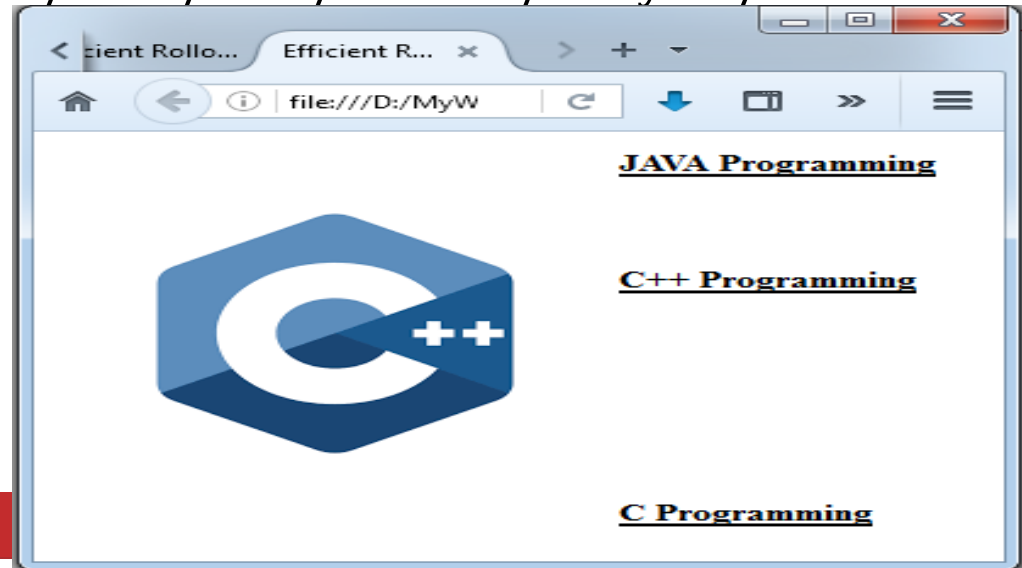 cient Rollo... Efficient R...
file:///D:/MyW
JAVA Programming
C++
C++ Programming
C Programming